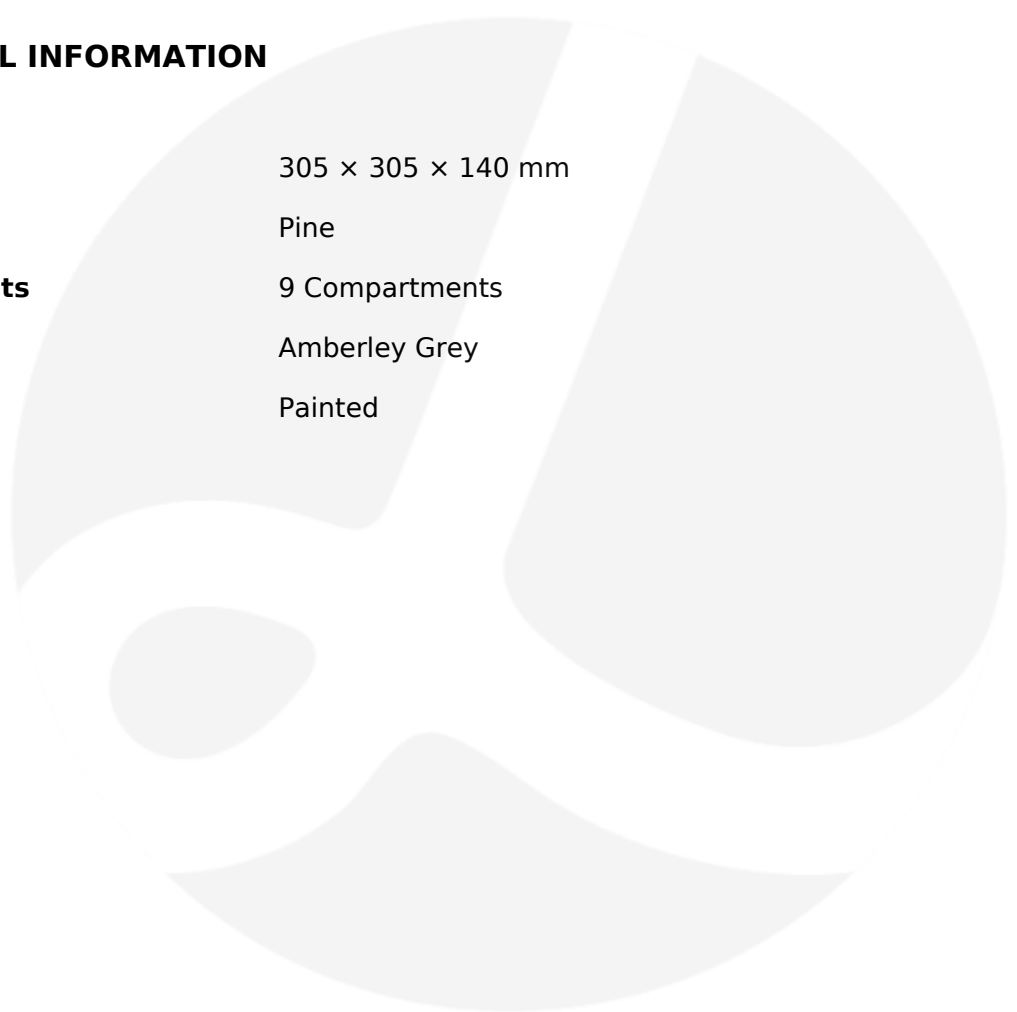 L INFORMATION
305 × 305 × 140 mm
Pine
ts 9 Compartments
Amberley Grey
Painted